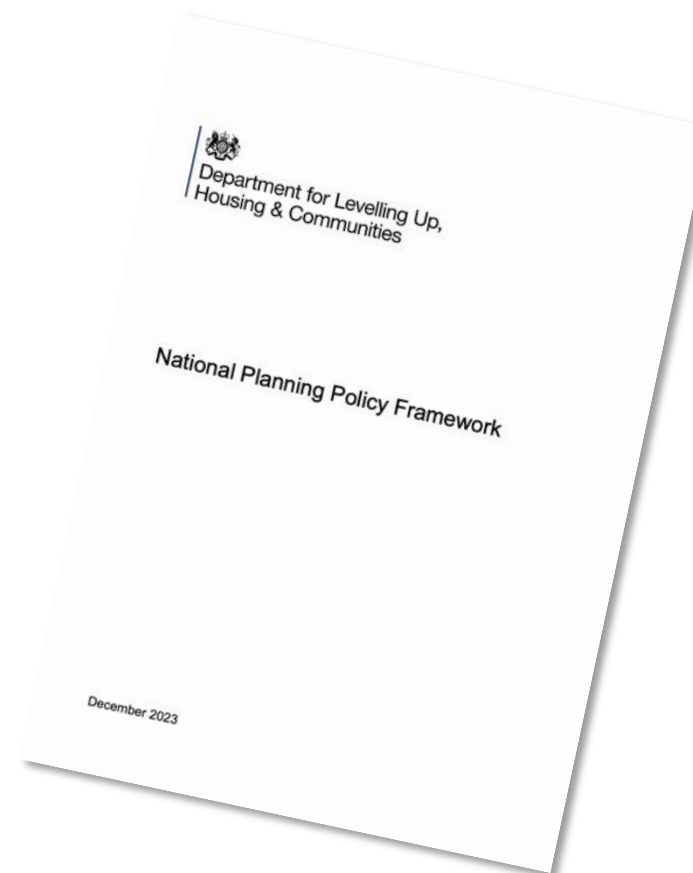 Department for Levelling Up,
Housing & Communities
National Planning Policy Framework
December 2023